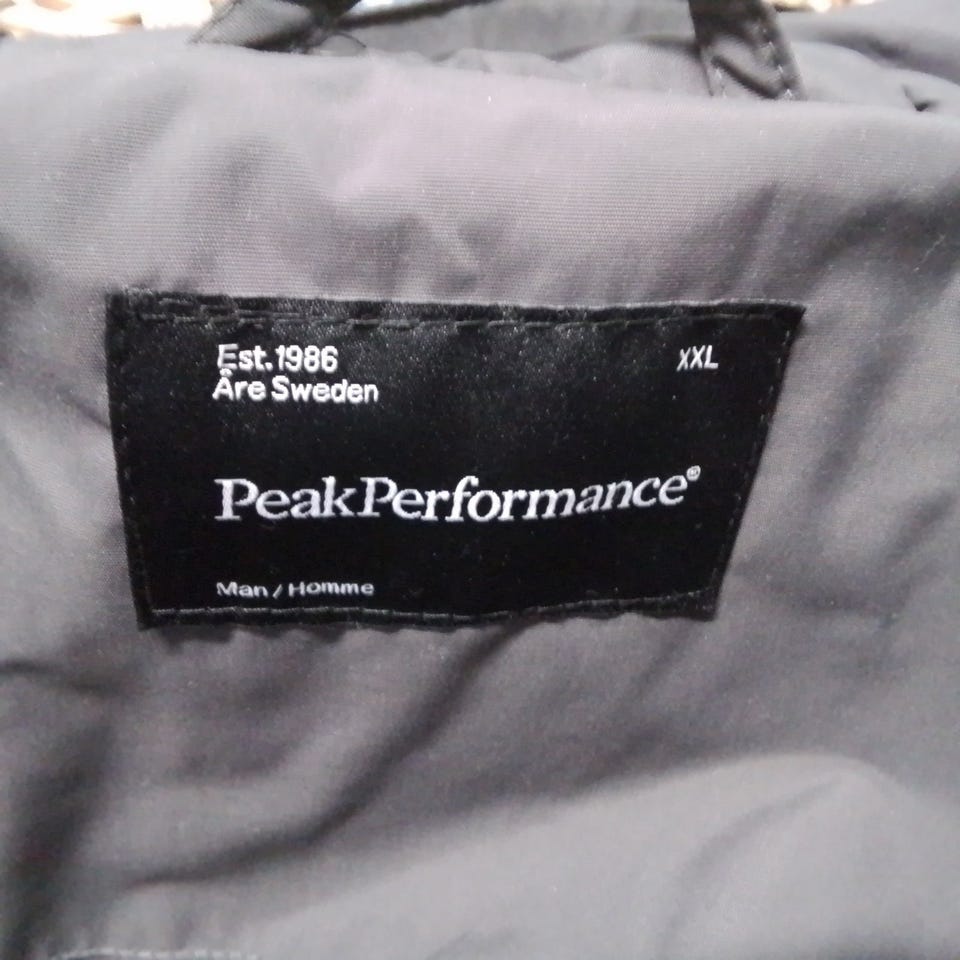 Est. 1986
XXL
Åre Sweden
PeakPerformance®
Man / Homme